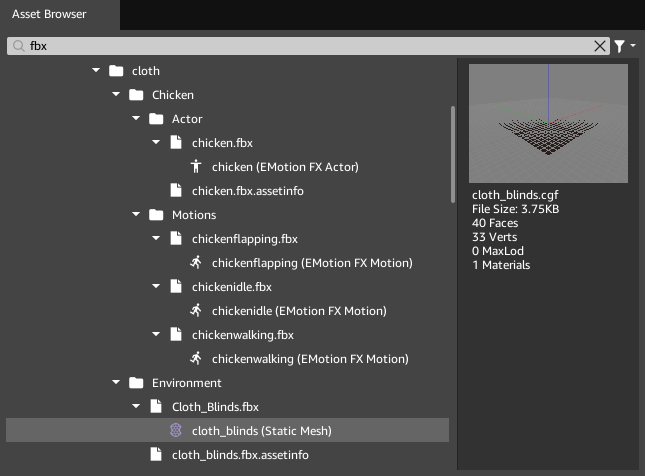 Asset Browser
fbx
cloth
Chicken
Actor
chicken.fbx
chicken (EMotion FX Actor)
chicken.fbx.assetinfo
Motions
chickenflapping.fbx
chickenflapping (EMotion FX Motion)
chickenidle.fbx
chickenidle (EMotion FX Motion)
chickenwalking.fbx
chickenwalking (EMotion FX Motion)
Environment
Cloth_Blinds.fbx
cloth_blinds (Static Mesh)
cloth_blinds.fbx.assetinfo
cloth_blinds.cgf
File Size: 3.75KB
40 Faces
33 Verts
0 MaxLod
1 Materials